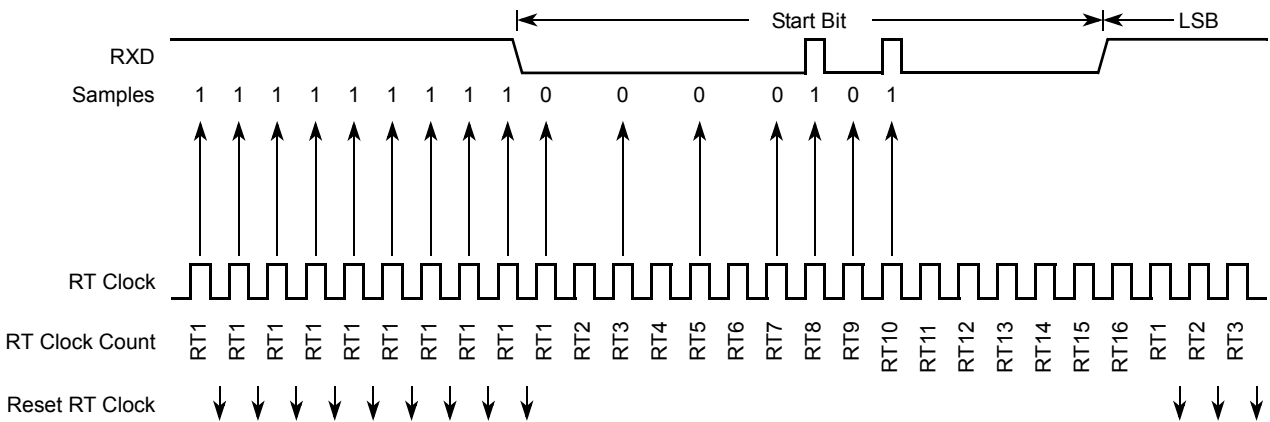 Start Bit LSB
RXD
Samples 1 1 1 1 1 1 1 1 1 0 0 0 0 1 0 1
RT Clock
RT Clock Count RT1 RT1 RT1 RT1 RT1 RT1 RT1 RT1 RT1 RT1 RT2 RT3 RT4 RT5 RT6 RT7 RT8 RT9 RT10 RT11 RT12 RT13 RT14 RT15 RT16 RT1 RT2 RT3
Reset RT Clock